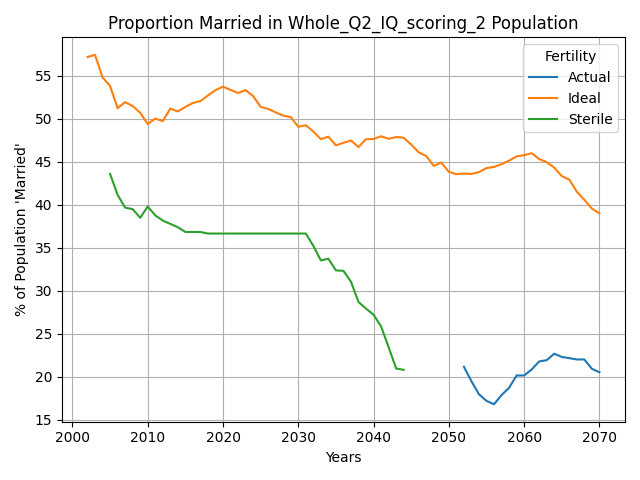 Proportion Married in Whole_Q2_IQ_scoring_2 Population
% of Population 'Married'
55
50
45
40
35
30
25
20
15
Fertility
Actual
Ideal
Sterile
2000 2010 2020 2030 2040 2050 2060 2070
Years